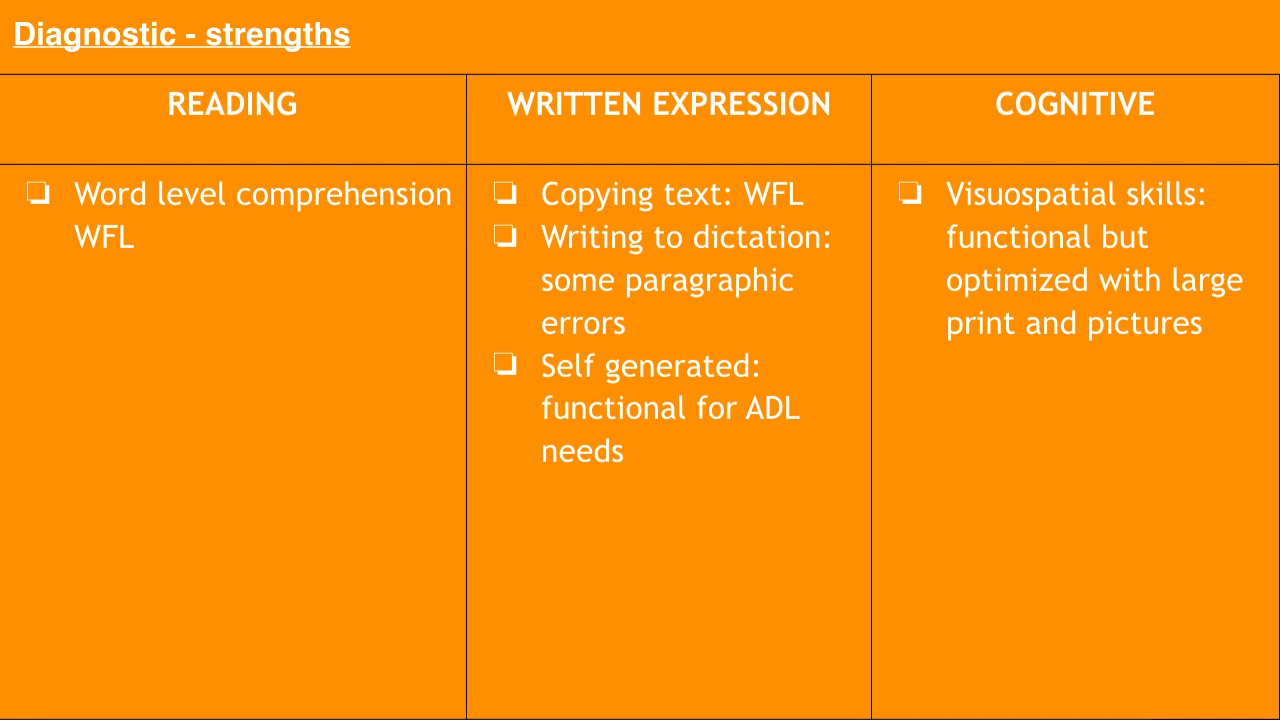 Diagnostic - strengths
READING
WRITTEN EXPRESSION
COGNITIVE
❏ Word level comprehension
WFL
❏ Copying text: WFL
❏ Writing to dictation:
some paragraphic
errors
❏ Self generated:
functional for ADL
needs
❏ Visuospatial skills:
functional but
optimized with large
print and pictures